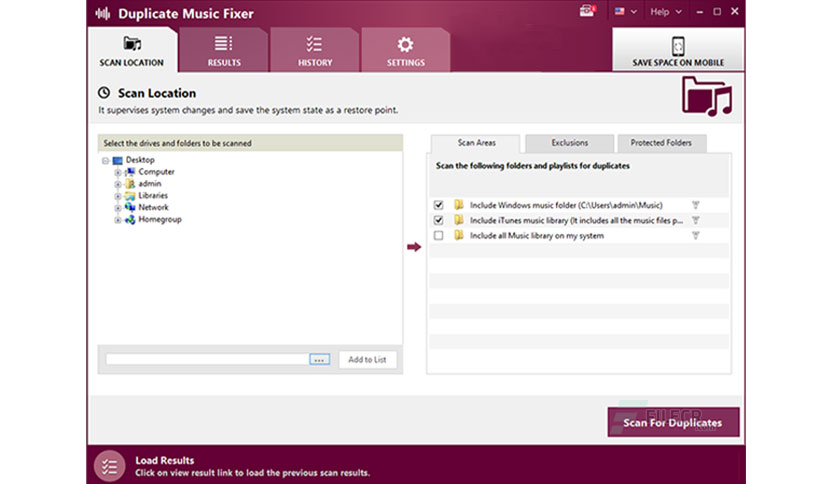 Duplicate Music Fixer
Help
SCAN LOCATION
RESULTS
HISTORY
SETTINGS
SAVE SPACE ON MOBILE
Scan Location
It supervises system changes and save the system state as a restore point.
Select the drives and folders to be scanned
Desktop
Computer
admin
Libraries
Network
Homegroup
...
Add to List
Scan Areas
Exclusions
Protected Folders
Scan the following folders and playlists for duplicates
Include Windows music folder (C:\Users\admin\Music)
Include iTunes music library (It includes all the music files p...
Include all Music library on my system
FILECR
Scan For Duplicates
Load Results
Click on view result link to load the previous scan results.